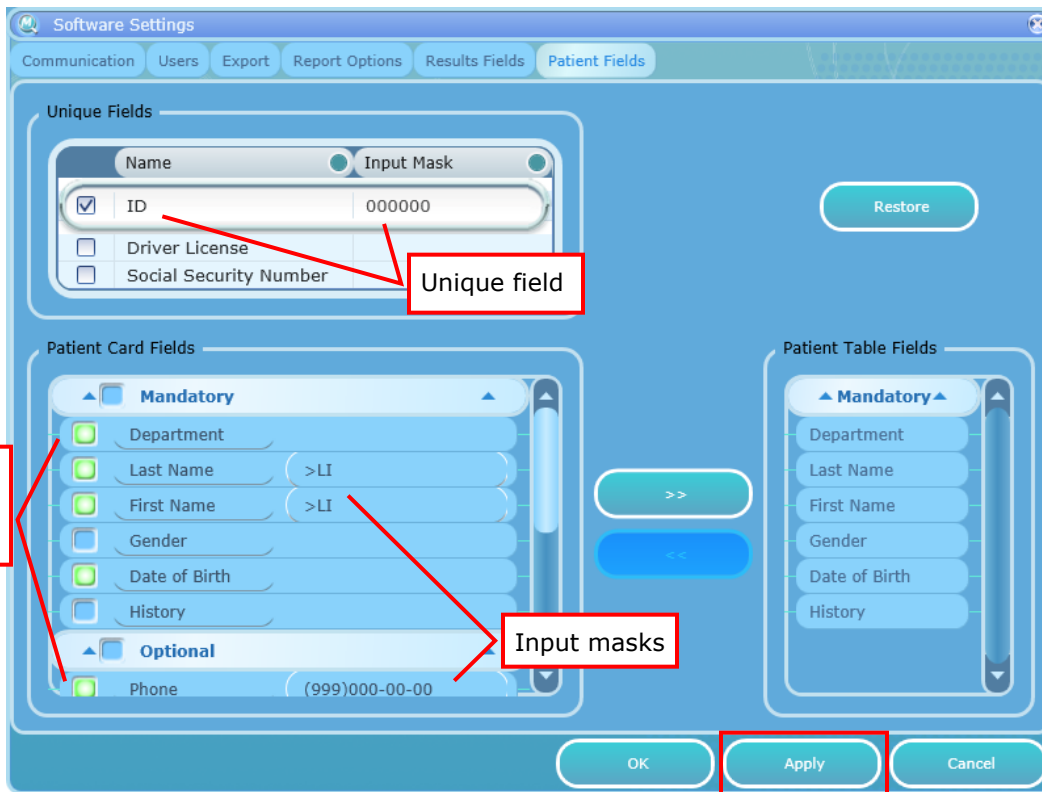 Software Settings
Communication Users Export Report Options Results Fields Patient Fields
Unique Fields
Name Input Mask
ID 000000
Driver License
Social Security Number
Unique field
Restore
Patient Card Fields
Mandatory
Department
Last Name >LI
First Name >LI
Gender
Date of Birth
History
Optional
Phone (999)000-00-00
Input masks
>>
<<
Patient Table Fields
Mandatory
Department
Last Name
First Name
Gender
Date of Birth
History
OK Apply Cancel